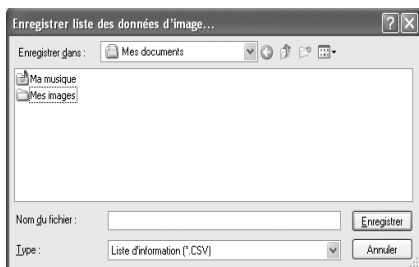 Enregistrer liste des données d'image...
Enregistrer dans :
Mes documents
Ma musique
Mes images
Nom du fichier :
Enregistrer
Type :
Liste d'information (*.CSV)
Annuler